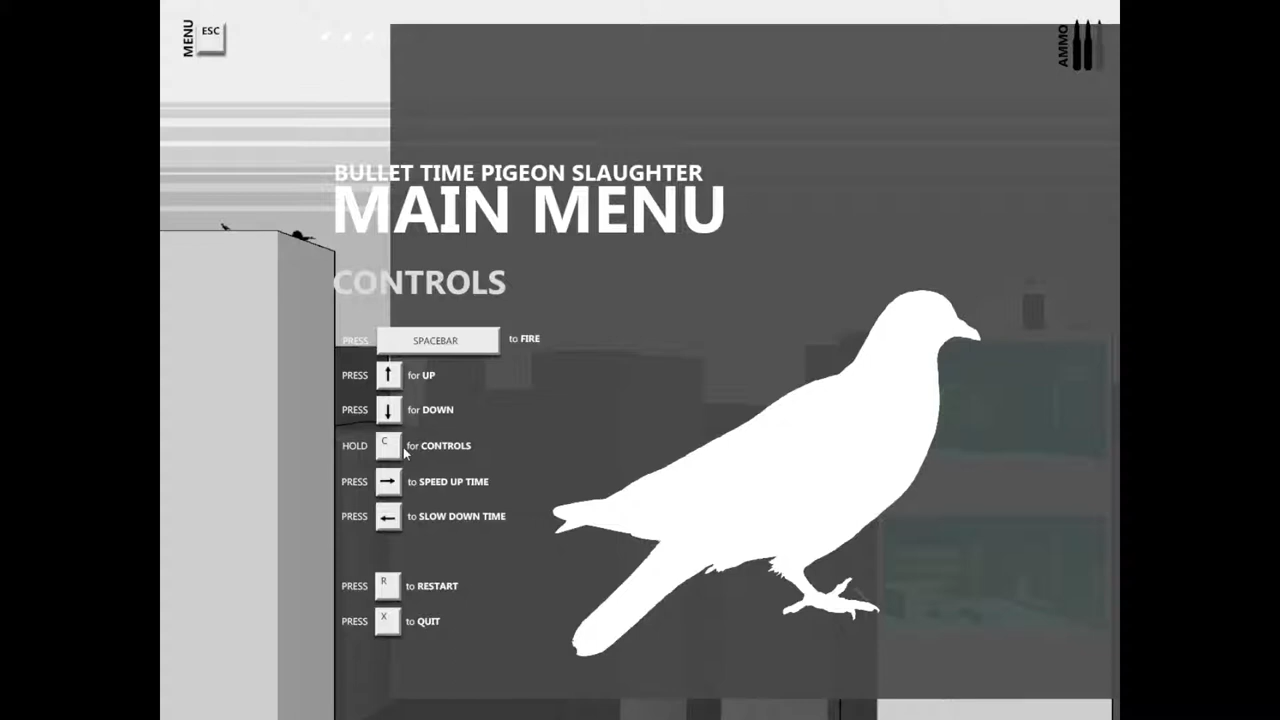 MENU ESC
AMMO
BULLET TIME PIGEON SLAUGHTER
MAIN MENU
CONTROLS
PRESS SPACEBAR to FIRE
PRESS ↑ for UP
PRESS ↓ for DOWN
HOLD C for CONTROLS
PRESS → to SPEED UP TIME
PRESS ← to SLOW DOWN TIME
PRESS R to RESTART
PRESS X to QUIT